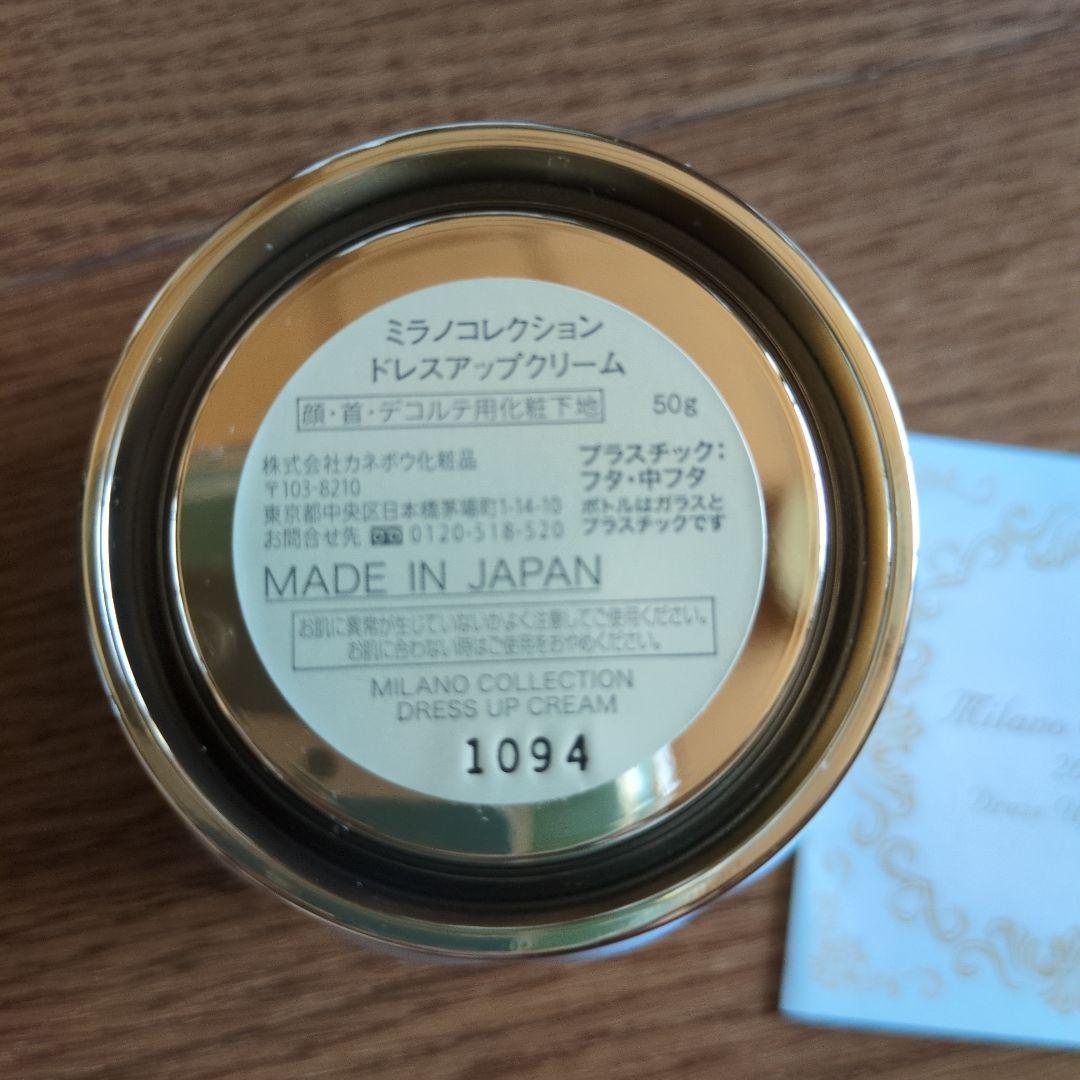 ミラノコレクション
ドレスアップクリーム
顔・首・デコルテ用化粧下地 50g
株式会社カネボウ化粧品
〒103-8210
東京都中央区日本橋茅場町1-14-10
お問合せ先 0120-518-520
プラスチック:
フタ・中フタ
ボトルはガラスと
プラスチックです
MADE IN JAPAN
お肌に異常が生じていないかよく注意してご使用ください。
お肌に合わない時はご使用をおやめください。
MILANO COLLECTION
DRESS UP CREAM
1094
Milano
20
Dress U